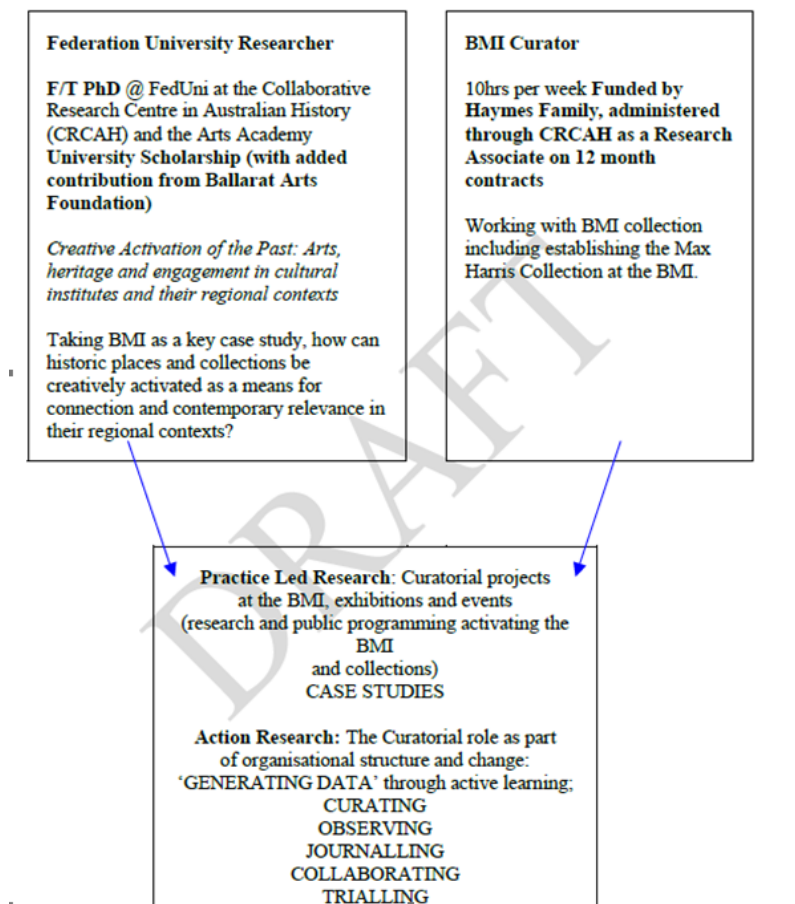 Federation University Researcher
F/T PhD @ FedUni at the Collaborative
Research Centre in Australian History
(CRCAH) and the Arts Academy
University Scholarship (with added
contribution from Ballarat Arts
Foundation)
Creative Activation of the Past: Arts,
heritage and engagement in cultural
institutes and their regional contexts
Taking BMI as a key case study, how can
historic places and collections be
creatively activated as a means for
connection and contemporary relevance in
their regional contexts?
BMI Curator
10hrs per week Funded by
Haymes Family, administered
through CRCAH as a Research
Associate on 12 month
contracts
Working with BMI collection
including establishing the Max
Harris Collection at the BMI.
DRAFT
Practice Led Research: Curatorial projects
at the BMI, exhibitions and events
(research and public programming activating the
BMI
and collections)
CASE STUDIES
Action Research: The Curatorial role as part
of organisational structure and change:
‘GENERATING DATA’ through active learning;
CURATING
OBSERVING
JOURNALLING
COLLABORATING
TRIALLING